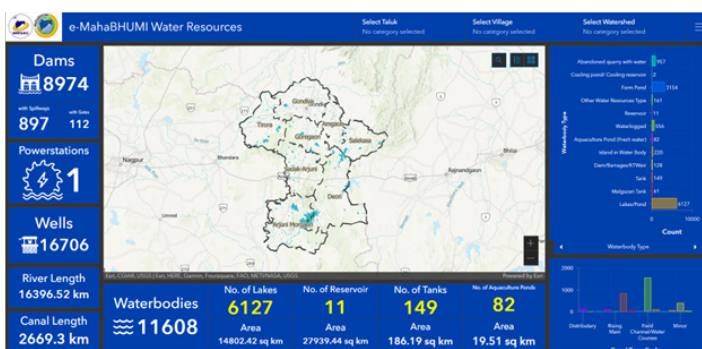 e-MahaBHUMI Water Resources
Select Taluk
No category selected
Select Village
No category selected
Select Watershed
No category selected
Dams
8974
with Spillways
897
with Gates
112
Powerstations
1
Wells
16706
River Length
16396.52 km
Canal Length
2669.3 km
Gondiya
Tirora
Amgaon
Goregaon
Salekasa
Sadak-Arjuni
Deori
Arjuni Morgaon
Nagpur
Bhandara
Umred
Rajnandgaon
Bhilai
Esri, CGIAR, USGS | Esri, HERE, Garmin, Foursquare, FAO, METI/NASA, USGS
Powered by Esri
Waterbodies
11608
No. of Lakes
6127
Area
14802.42 sq km
No. of Reservoir
11
Area
27939.44 sq km
No. of Tanks
149
Area
186.19 sq km
No. of Aquaculture Ponds
82
Area
19.51 sq km
Waterbody Type
Abandoned quarry with water 957
Cooling pond/ Cooling reservoir 2
Farm Pond 3154
Other Water Resources Type 161
Reservoir 11
Waterlogged 556
Aquaculture Pond (Fresh water) 82
Island in Water Body 220
Dam/Barrages/KTWeir 128
Tank 149
Malguzari Tank 41
Lakes/Pond 6127
0 10000
Count
Waterbody Type
2000
1000
0
Distributary
Rising Main
Field Channel/Water Courses
Minor